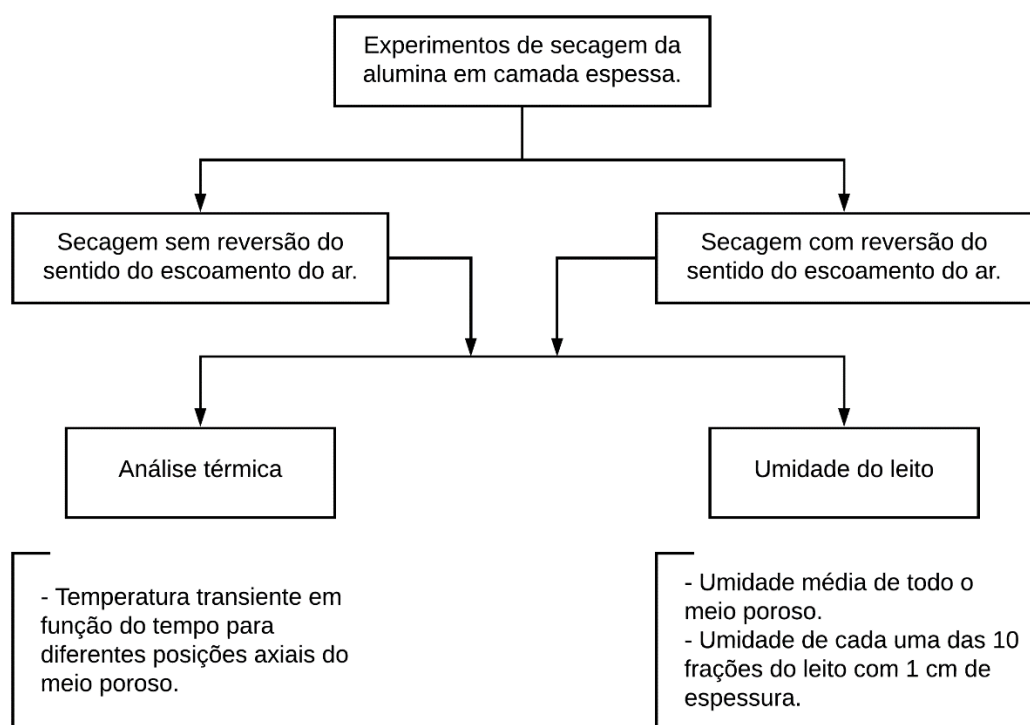 Experimentos de secagem da
alumina em camada espessa.
Secagem sem reversão do
sentido do escoamento do ar.
Secagem com reversão do
sentido do escoamento do ar.
Análise térmica
Umidade do leito
- Temperatura transiente em
função do tempo para
diferentes posições axiais do
meio poroso.
- Umidade média de todo o
meio poroso.
- Umidade de cada uma das 10
frações do leito com 1 cm de
espessura.